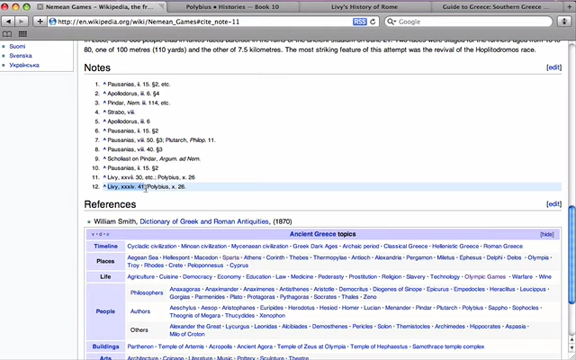 Nemean Games – Wikipedia, the fr...
Polybius • Histories — Book 10
Livy's History of Rome
Guide to Greece: Southern Greece
http://en.wikipedia.org/wiki/Nemean_Games#cite_note-11
RSS
Google
Suomi
Svenska
Українська
80, one of 100 metres (110 yards) and the other of 7.5 kilometres. The most striking feature of this attempt was the revival of the Hoplitodromos race.
Notes
[edit]
1. ^ Pausanias, ii. 15. §2, etc.
2. ^ Apollodorus, iii. 6. §4
3. ^ Pindar, Nem. iii. 114, etc.
4. ^ Strabo, viii
5. ^ Apollodorus, iii. 6
6. ^ Pausanias, ii. 15. §2
7. ^ Pausanias, viii. 50. §3; Plutarch, Philop. 11.
8. ^ Pausanias, viii. 40. §3
9. ^ Scholiast on Pindar, Argum. ad Nem.
10. ^ Pausanias, ii. 15. §2
11. ^ Livy, xxvii. 30, etc.; Polybius, x. 26
12. ^ Livy, xxxiv. 41; Polybius, x. 26.
References
[edit]
William Smith, Dictionary of Greek and Roman Antiquities, (1870)
v • d • e
Ancient Greece topics
[hide]
Timeline
Cycladic civilization · Minoan civilization · Mycenaean civilization · Greek Dark Ages · Archaic period · Classical Greece · Hellenistic Greece · Roman Greece
Places
Aegean Sea · Hellespont · Macedon · Sparta · Athens · Corinth · Thebes · Thermopylae · Antioch · Alexandria · Pergamon · Miletus · Ephesus · Delphi · Delos · Olympia ·
Troy · Rhodes · Crete · Peloponnesus · Cyprus
Life
Agriculture · Cuisine · Democracy · Economy · Education · Law · Medicine · Pederasty · Prostitution · Religion · Slavery · Technology · Olympic Games · Warfare · Wine
People
Philosophers
Anaxagoras · Anaximander · Anaximenes · Antisthenes · Aristotle · Democritus · Diogenes of Sinope · Epicurus · Empedocles · Heraclitus · Leucippus ·
Gorgias · Parmenides · Plato · Protagoras · Pythagoras · Socrates · Thales · Zeno
Authors
Aeschylus · Aesop · Aristophanes · Euripides · Herodotus · Hesiod · Homer · Lucian · Menander · Pindar · Plutarch · Polybius · Sappho · Sophocles ·
Theognis of Megara · Thucydides · Xenophon
Others
Alexander the Great · Lycurgus · Leonidas · Alcibiades · Demosthenes · Pericles · Solon · Themistocles · Archimedes · Hippocrates · Aspasia ·
Milo of Croton
Buildings
Parthenon · Temple of Artemis · Acropolis · Ancient Agora · Temple of Zeus at Olympia · Temple of Hephaestus · Samothrace temple complex
Arts